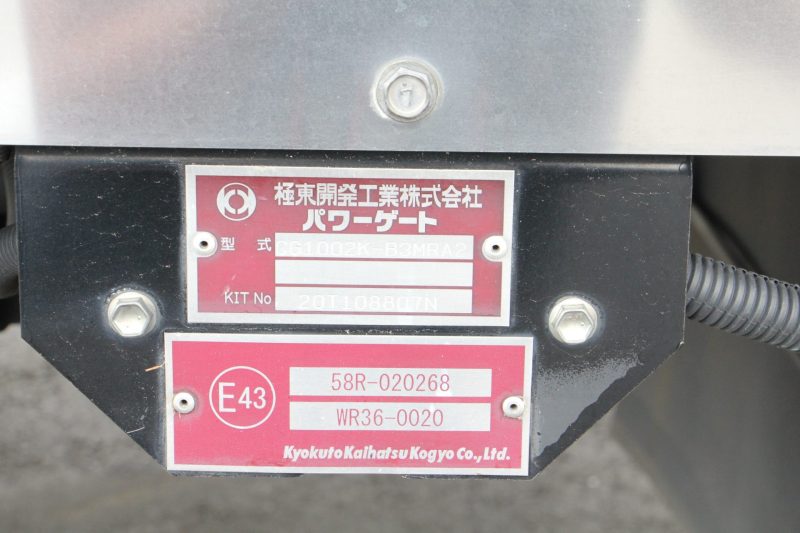 極東開発工業株式会社
パワーゲート
型 式 CG1002K-B3MRA2
KIT No 20T108807N
E43
58R-020268
WR36-0020
Kyokuto Kaihatsu Kogyo Co.,Ltd.